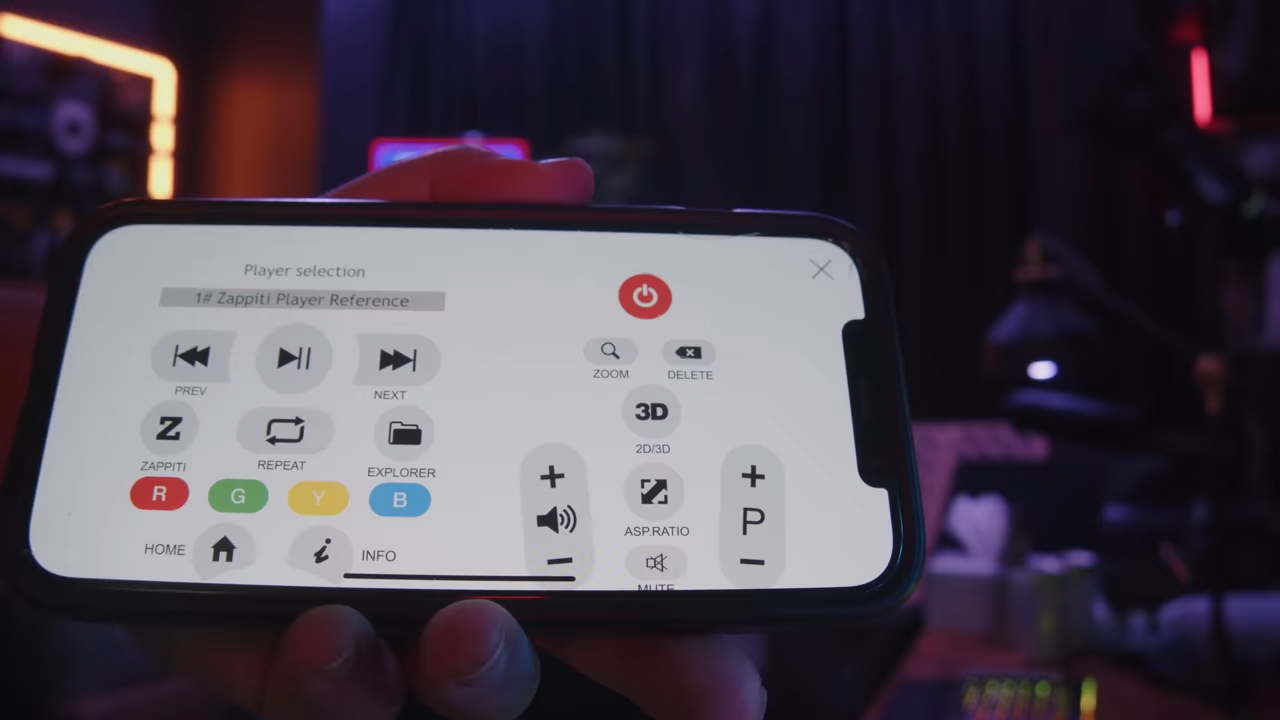 Player selection
1# Zappiti Player Reference
PREV
NEXT
ZOOM
DELETE
Z
ZAPPITI
REPEAT
EXPLORER
3D
2D/3D
R
G
Y
B
ASP.RATIO
P
HOME
i
INFO
MUTE